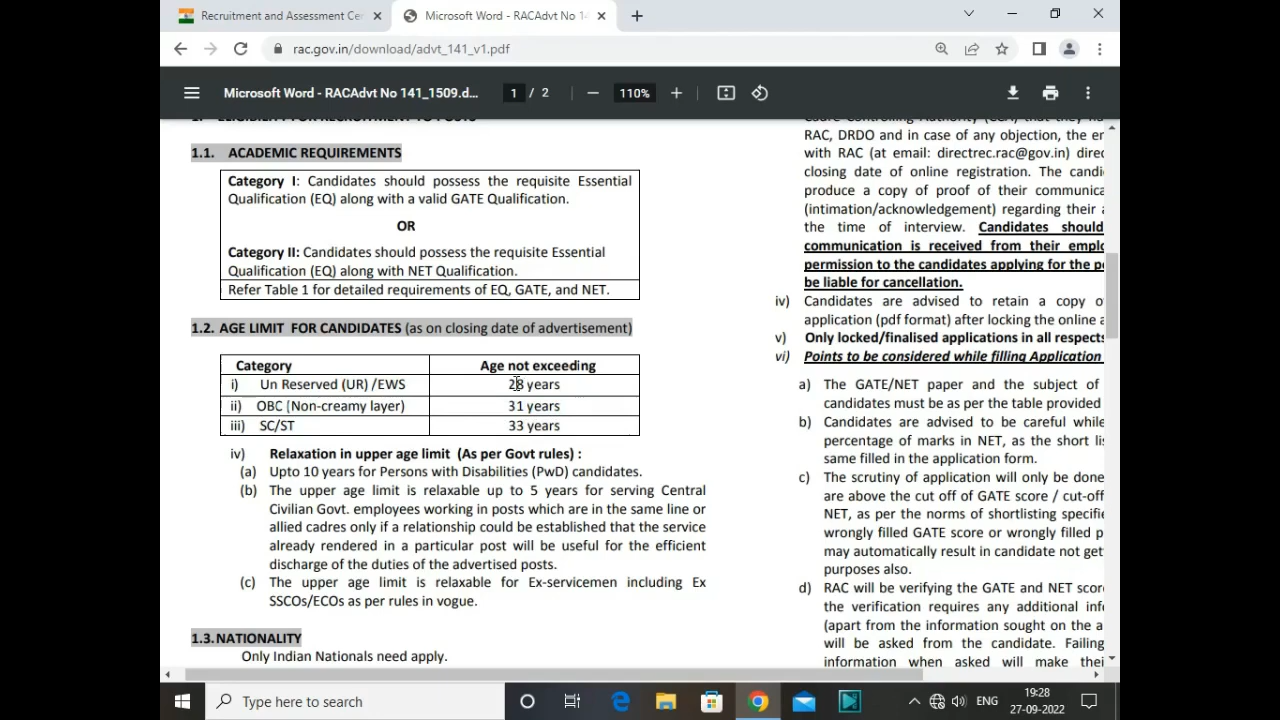 Recruitment and Assessment Ce
Microsoft Word - RACAdvt No 1
rac.gov.in/download/advt_141_v1.pdf
Microsoft Word - RACAdvt No 141_1509.d...
1 / 2
110%
1.1. ACADEMIC REQUIREMENTS
Category I: Candidates should possess the requisite Essential
Qualification (EQ) along with a valid GATE Qualification.
OR
Category II: Candidates should possess the requisite Essential
Qualification (EQ) along with NET Qualification.
Refer Table 1 for detailed requirements of EQ, GATE, and NET.
1.2. AGE LIMIT FOR CANDIDATES (as on closing date of advertisement)
Category Age not exceeding
i) Un Reserved (UR) /EWS 28 years
ii) OBC (Non-creamy layer) 31 years
iii) SC/ST 33 years
iv) Relaxation in upper age limit (As per Govt rules) :
(a) Upto 10 years for Persons with Disabilities (PwD) candidates.
(b) The upper age limit is relaxable up to 5 years for serving Central
Civilian Govt. employees working in posts which are in the same line or
allied cadres only if a relationship could be established that the service
already rendered in a particular post will be useful for the efficient
discharge of the duties of the advertised posts.
(c) The upper age limit is relaxable for Ex-servicemen including Ex
SSCOs/ECOs as per rules in vogue.
1.3. NATIONALITY
Only Indian Nationals need apply.
RAC, DRDO and in case of any objection, the er
with RAC (at email: directrec.rac@gov.in) direc
closing date of online registration. The candi
produce a copy of proof of their communica
(intimation/acknowledgement) regarding their a
the time of interview. Candidates should
communication is received from their emplo
permission to the candidates applying for the po
be liable for cancellation.
iv) Candidates are advised to retain a copy o
application (pdf format) after locking the online a
v) Only locked/finalised applications in all respects
vi) Points to be considered while filling Application
a) The GATE/NET paper and the subject of
candidates must be as per the table provided
b) Candidates are advised to be careful while
percentage of marks in NET, as the short lis
same filled in the application form.
c) The scrutiny of application will only be done
are above the cut off of GATE score / cut-off
NET, as per the norms of shortlisting specifie
wrongly filled GATE score or wrongly filled p
may automatically result in candidate not get
purposes also.
d) RAC will be verifying the GATE and NET score
the verification requires any additional info
(apart from the information sought on the a
will be asked from the candidate. Failing
information when asked will make thei
Type here to search
ENG
19:28
27-09-2022